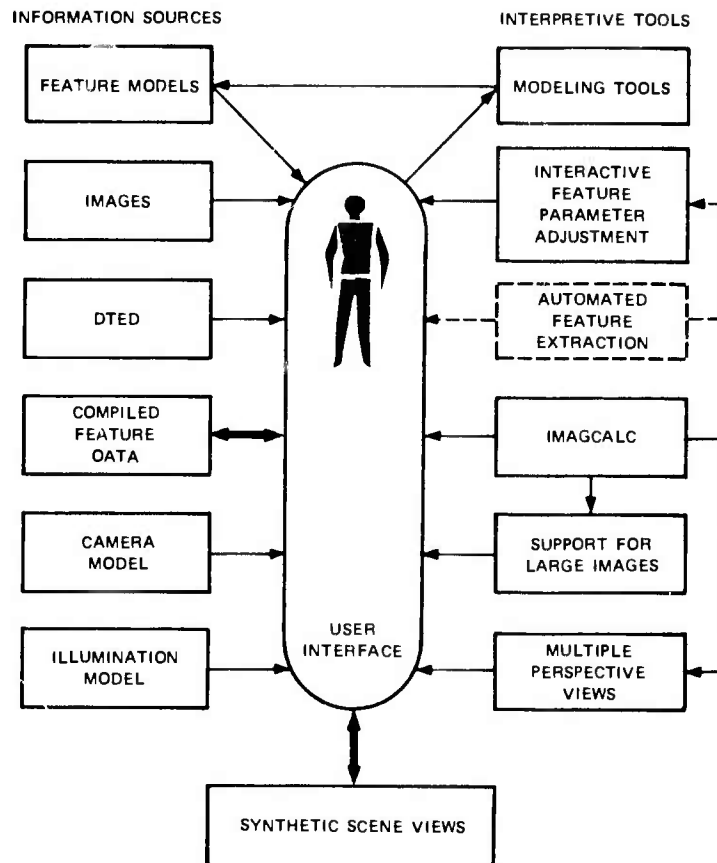 INFORMATION SOURCES
INTERPRETIVE TOOLS
FEATURE MODELS
MODELING TOOLS
IMAGES
INTERACTIVE
FEATURE
PARAMETER
ADJUSTMENT
DTED
AUTOMATED
FEATURE
EXTRACTION
COMPILED
FEATURE
DATA
IMAGCALC
CAMERA
MODEL
SUPPORT FOR
LARGE IMAGES
ILLUMINATION
MODEL
USER
INTERFACE
MULTIPLE
PERSPECTIVE
VIEWS
SYNTHETIC SCENE VIEWS